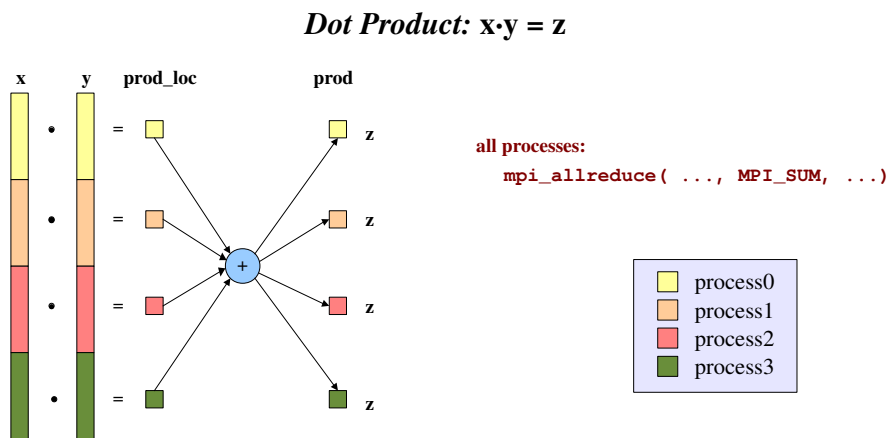 Dot Product: x·y = z
x y prod_loc prod
• = z
all processes:
mpi_allreduce( ..., MPI_SUM, ...)
• = z
+
• = z
• = z
process0
process1
process2
process3